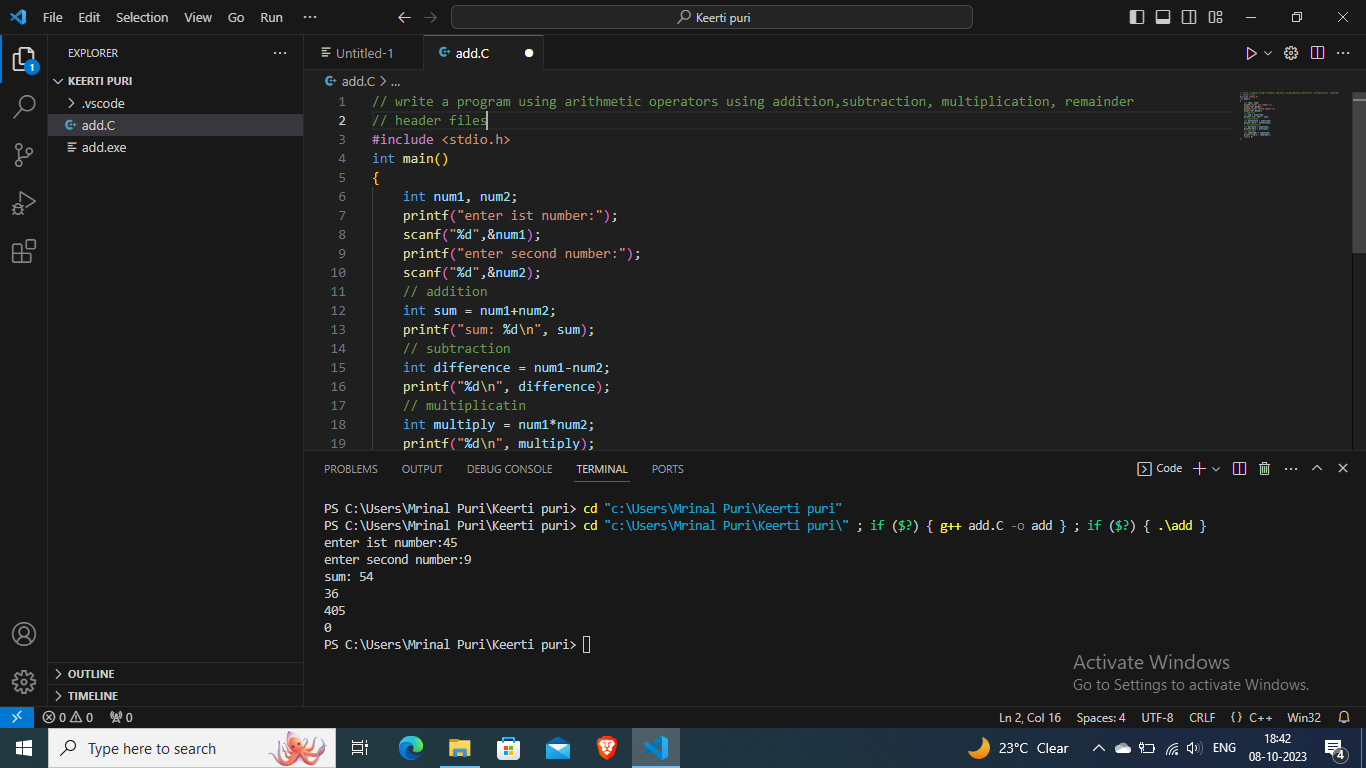 File Edit Selection View Go Run ··· Keerti puri
EXPLORER ···
KEERTI PURI
.vscode
add.C
add.exe
OUTLINE
TIMELINE
Untitled-1 add.C
add.C > ...
1 // write a program using arithmetic operators using addition,subtraction, multiplication, remainder
2 // header files
3 #include <stdio.h>
4 int main()
5 {
6 int num1, num2;
7 printf("enter ist number:");
8 scanf("%d",&num1);
9 printf("enter second number:");
10 scanf("%d",&num2);
11 // addition
12 int sum = num1+num2;
13 printf("sum: %d\n", sum);
14 // subtraction
15 int difference = num1-num2;
16 printf("%d\n", difference);
17 // multiplicatin
18 int multiply = num1*num2;
19 printf("%d\n", multiply);
PROBLEMS OUTPUT DEBUG CONSOLE TERMINAL PORTS Code
PS C:\Users\Mrinal Puri\Keerti puri> cd "c:\Users\Mrinal Puri\Keerti puri"
PS C:\Users\Mrinal Puri\Keerti puri> cd "c:\Users\Mrinal Puri\Keerti puri\" ; if ($?) { g++ add.C -o add } ; if ($?) { .\add }
enter ist number:45
enter second number:9
sum: 54
36
405
0
PS C:\Users\Mrinal Puri\Keerti puri>
Activate Windows
Go to Settings to activate Windows.
0 0 0 Ln 2, Col 16 Spaces: 4 UTF-8 CRLF {} C++ Win32
Type here to search 23°C Clear ENG 18:42
08-10-2023 4
1